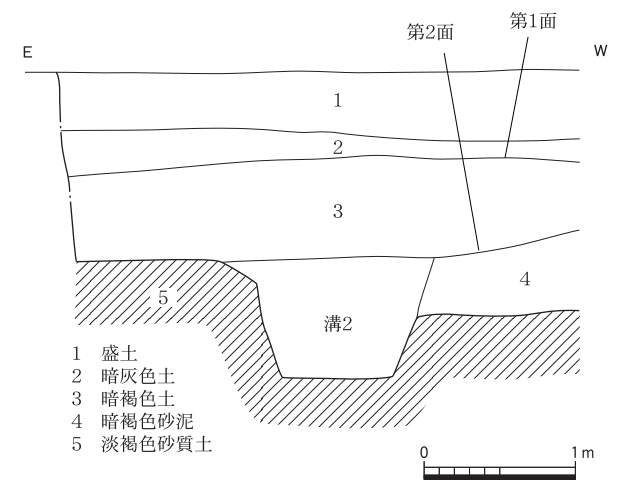 第1面
第2面
E
W
1
2
3
4
5
溝2
1 盛土
2 暗灰色土
3 暗褐色土
4 暗褐色砂泥
5 淡褐色砂質土
0
1m